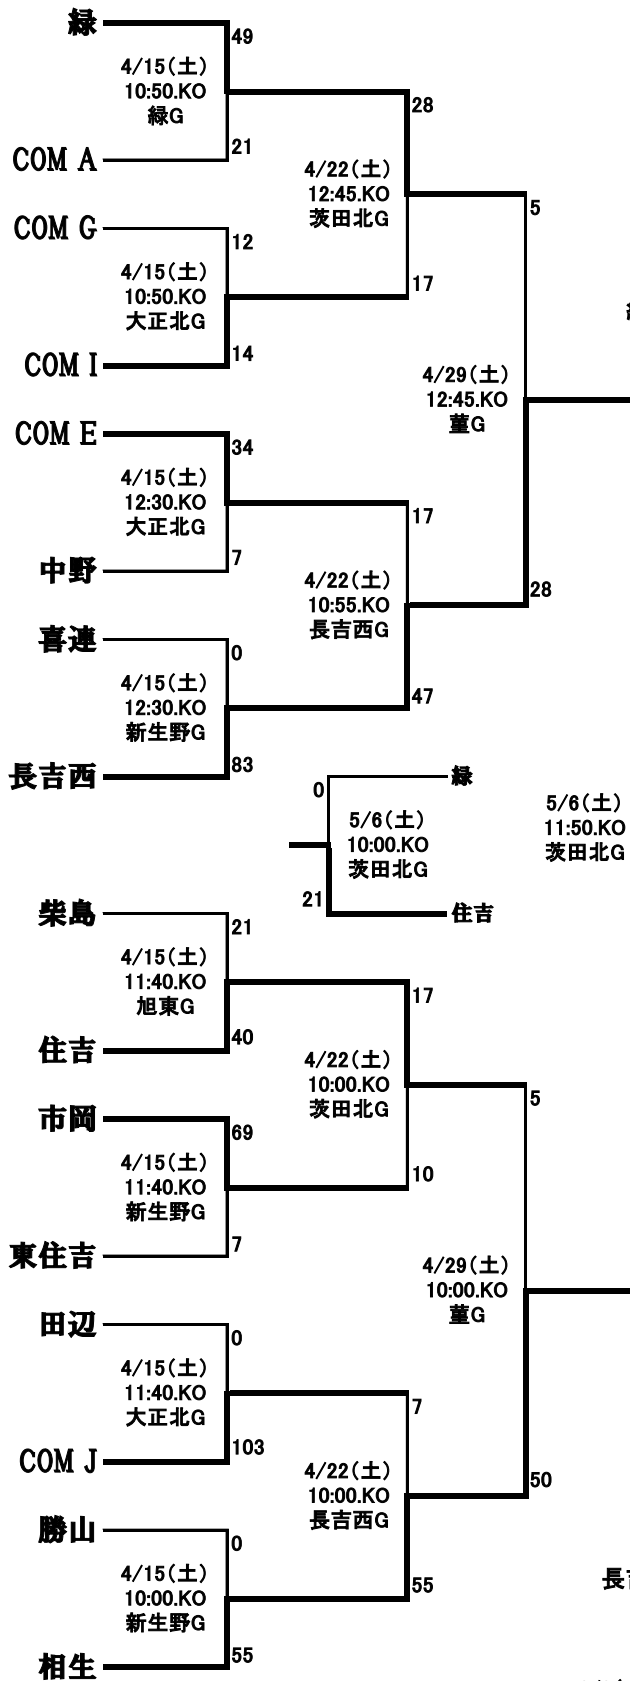 緑
49
4/15(土)
10:50.KO
緑G
28
21
COM A
4/22(土)
12:45.KO
茨田北G
5
COM G
12
4/15(土)
10:50.KO
大正北G
17
14
COM I
4/29(土)
12:45.KO
菫G
COM E
34
4/15(土)
12:30.KO
大正北G
17
7
中野
4/22(土)
10:55.KO
長吉西G
28
喜連
0
4/15(土)
12:30.KO
新生野G
47
83
長吉西
緑
0
5/6(土)
10:00.KO
茨田北G
5/6(土)
11:50.KO
茨田北G
21
住吉
柴島
21
4/15(土)
11:40.KO
旭東G
17
40
住吉
4/22(土)
10:00.KO
茨田北G
5
市岡
69
4/15(土)
11:40.KO
新生野G
10
7
東住吉
4/29(土)
10:00.KO
菫G
田辺
0
4/15(土)
11:40.KO
大正北G
7
103
COM J
4/22(土)
10:00.KO
長吉西G
50
勝山
0
4/15(土)
10:00.KO
新生野G
55
長吉
55
相生